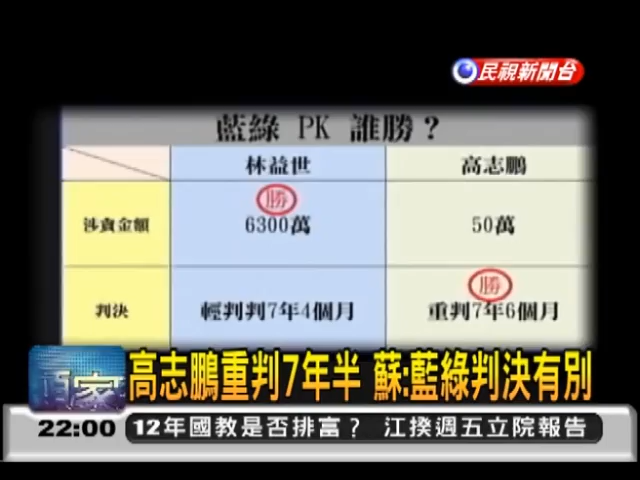 民視新聞台
藍綠 PK 誰勝？
林益世 高志鵬
勝
涉貪金額 6300萬 50萬
勝
判決 輕判判7年4個月 重判7年6個月
高志鵬重判7年半 蘇:藍綠判決有別
22:00 12年國教是否排富？ 江揆週五立院報告